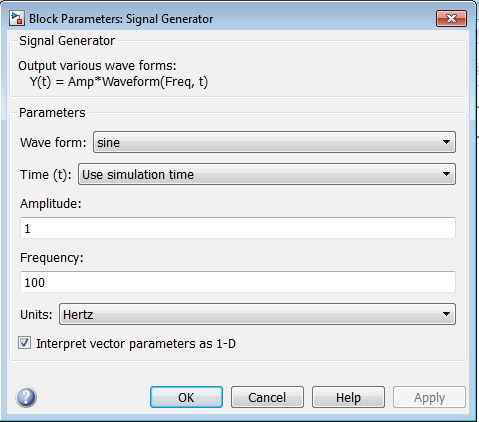 Block Parameters: Signal Generator
Signal Generator
Output various wave forms:
Y(t) = Amp*Waveform(Freq, t)
Parameters
Wave form: sine
Time (t): Use simulation time
Amplitude:
1
Frequency:
100
Units: Hertz
Interpret vector parameters as 1-D
? OK Cancel Help Apply